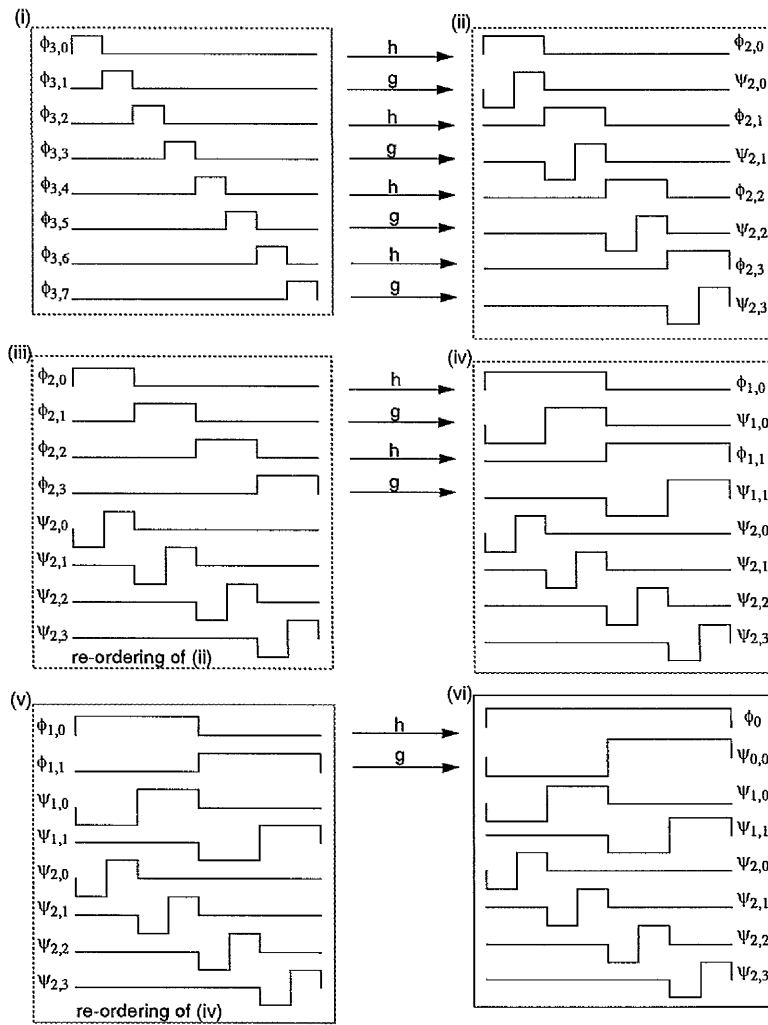 (i)
ϕ3,0
ϕ3,1
ϕ3,2
ϕ3,3
ϕ3,4
ϕ3,5
ϕ3,6
ϕ3,7
h
g
h
g
h
g
h
g
(ii)
ϕ2,0
ψ2,0
ϕ2,1
ψ2,1
ϕ2,2
ψ2,2
ϕ2,3
ψ2,3
(iii)
ϕ2,0
ϕ2,1
ϕ2,2
ϕ2,3
ψ2,0
ψ2,1
ψ2,2
ψ2,3
re-ordering of (ii)
h
g
h
g
(iv)
ϕ1,0
ψ1,0
ϕ1,1
ψ1,1
ψ2,0
ψ2,1
ψ2,2
ψ2,3
(v)
ϕ1,0
ϕ1,1
ψ1,0
ψ1,1
ψ2,0
ψ2,1
ψ2,2
ψ2,3
re-ordering of (iv)
h
g
(vi)
ϕ0
ψ0,0
ψ1,0
ψ1,1
ψ2,0
ψ2,1
ψ2,2
ψ2,3